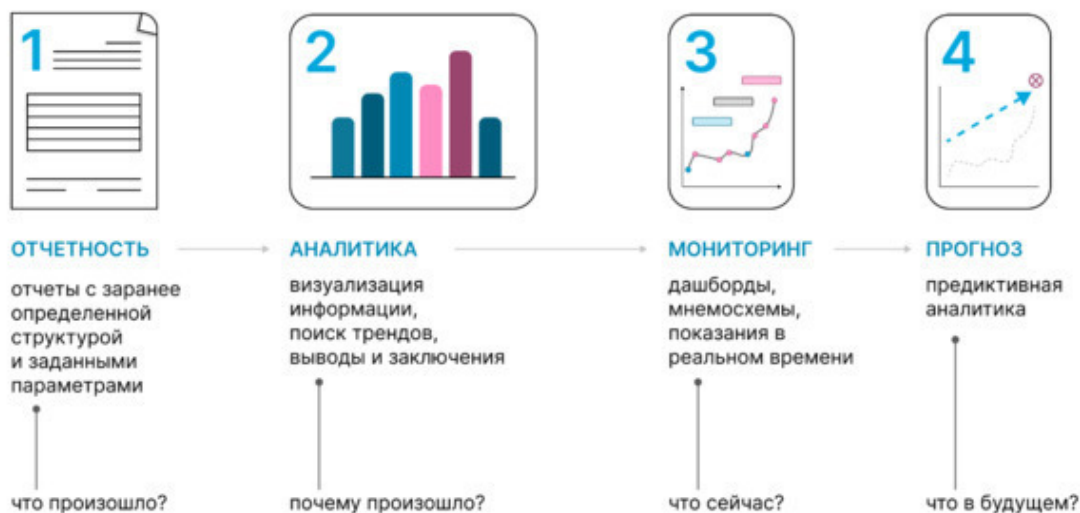 1
2
3
4
ОТЧЕТНОСТЬ
отчеты с заранее
определенной
структурой
и заданными
параметрами
что произошло?
АНАЛИТИКА
визуализация
информации,
поиск трендов,
выводы и заключения
почему произошло?
МОНИТОРИНГ
дашборды,
мнемосхемы,
показания в
реальном времени
что сейчас?
ПРОГНОЗ
предиктивная
аналитика
что в будущем?